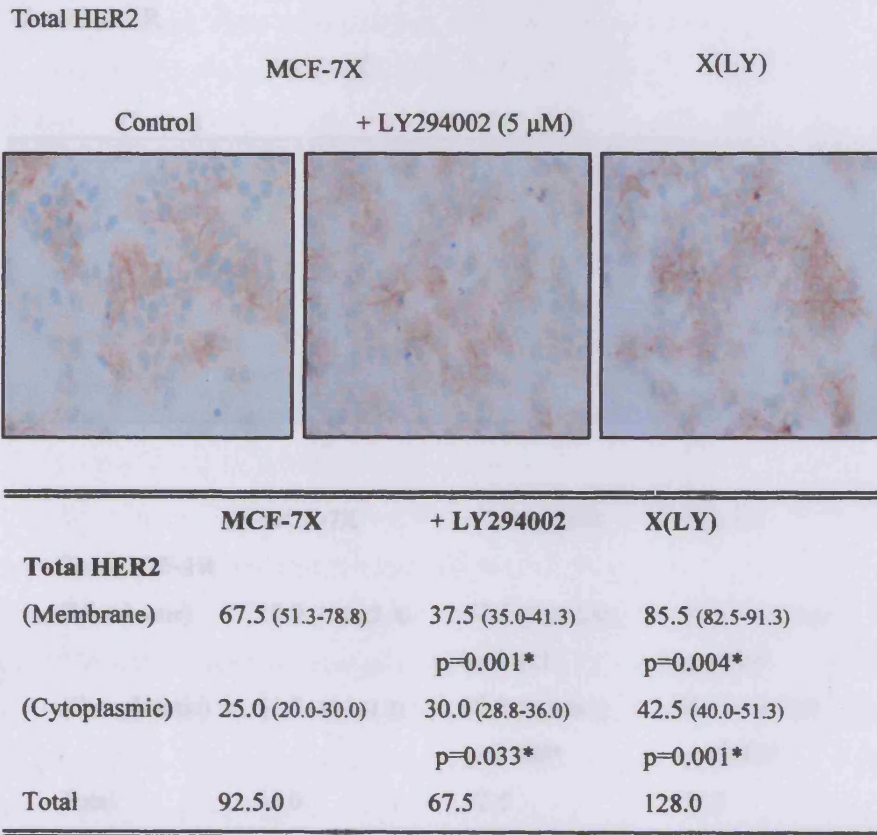 Total HER2
MCF-7X X(LY)
Control + LY294002 (5 µM)
MCF-7X + LY294002 X(LY)
Total HER2
(Membrane) 67.5 (51.3-78.8) 37.5 (35.0-41.3) 85.5 (82.5-91.3)
p=0.001* p=0.004*
(Cytoplasmic) 25.0 (20.0-30.0) 30.0 (28.8-36.0) 42.5 (40.0-51.3)
p=0.033* p=0.001*
Total 92.5.0 67.5 128.0